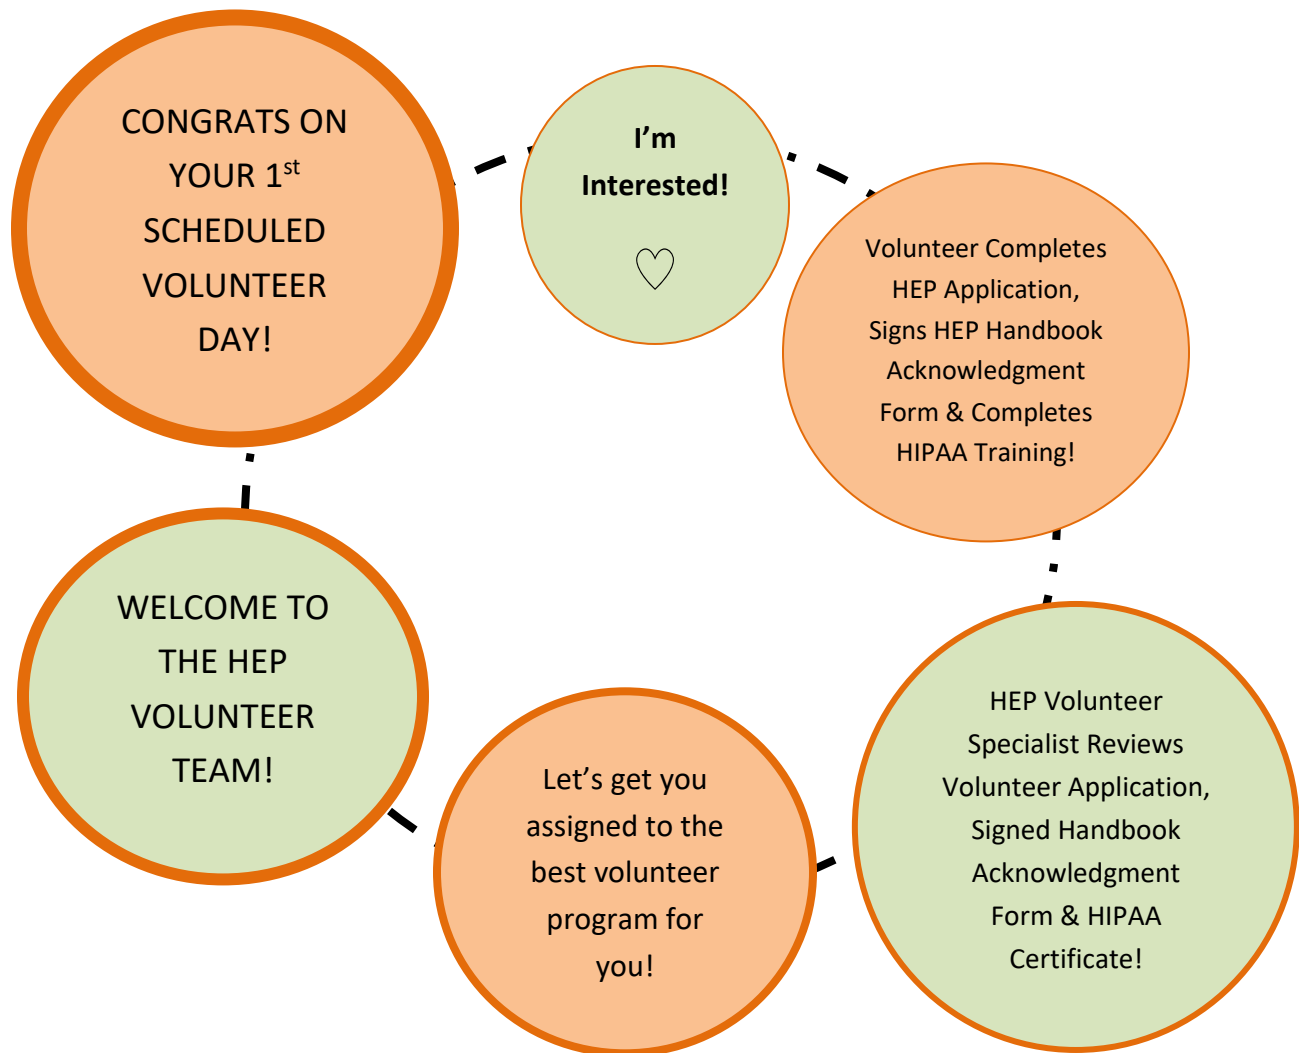 CONGRATS ON
YOUR 1st
SCHEDULED
VOLUNTEER
DAY!
I’m
Interested!
Volunteer Completes
HEP Application,
Signs HEP Handbook
Acknowledgment
Form & Completes
HIPAA Training!
HEP Volunteer
Specialist Reviews
Volunteer Application,
Signed Handbook
Acknowledgment
Form & HIPAA
Certificate!
Let’s get you
assigned to the
best volunteer
program for
you!
WELCOME TO
THE HEP
VOLUNTEER
TEAM!